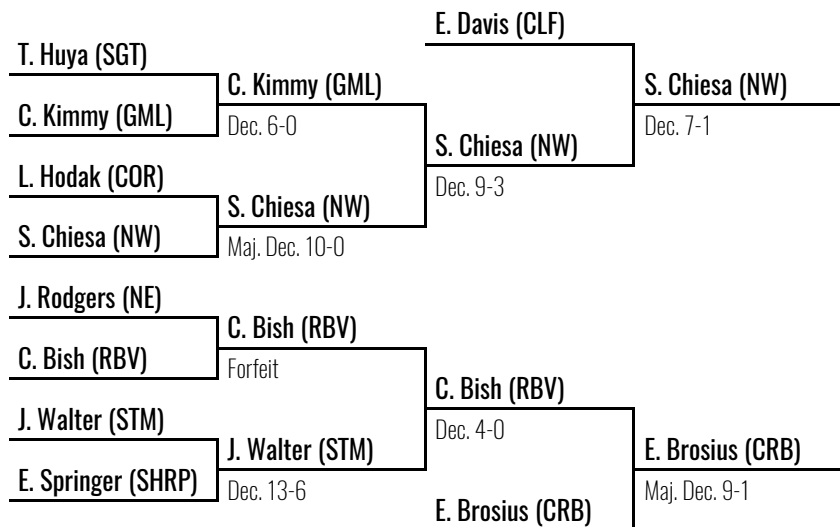 E. Davis (CLF)
T. Huya (SGT)
C. Kimmy (GML)
S. Chiesa (NW)
C. Kimmy (GML)
Dec. 6-0
Dec. 7-1
S. Chiesa (NW)
L. Hodak (COR)
Dec. 9-3
S. Chiesa (NW)
S. Chiesa (NW)
Maj. Dec. 10-0
J. Rodgers (NE)
C. Bish (RBV)
C. Bish (RBV)
Forfeit
C. Bish (RBV)
J. Walter (STM)
Dec. 4-0
J. Walter (STM)
E. Brosius (CRB)
E. Springer (SHRP)
Dec. 13-6
Maj. Dec. 9-1
E. Brosius (CRB)